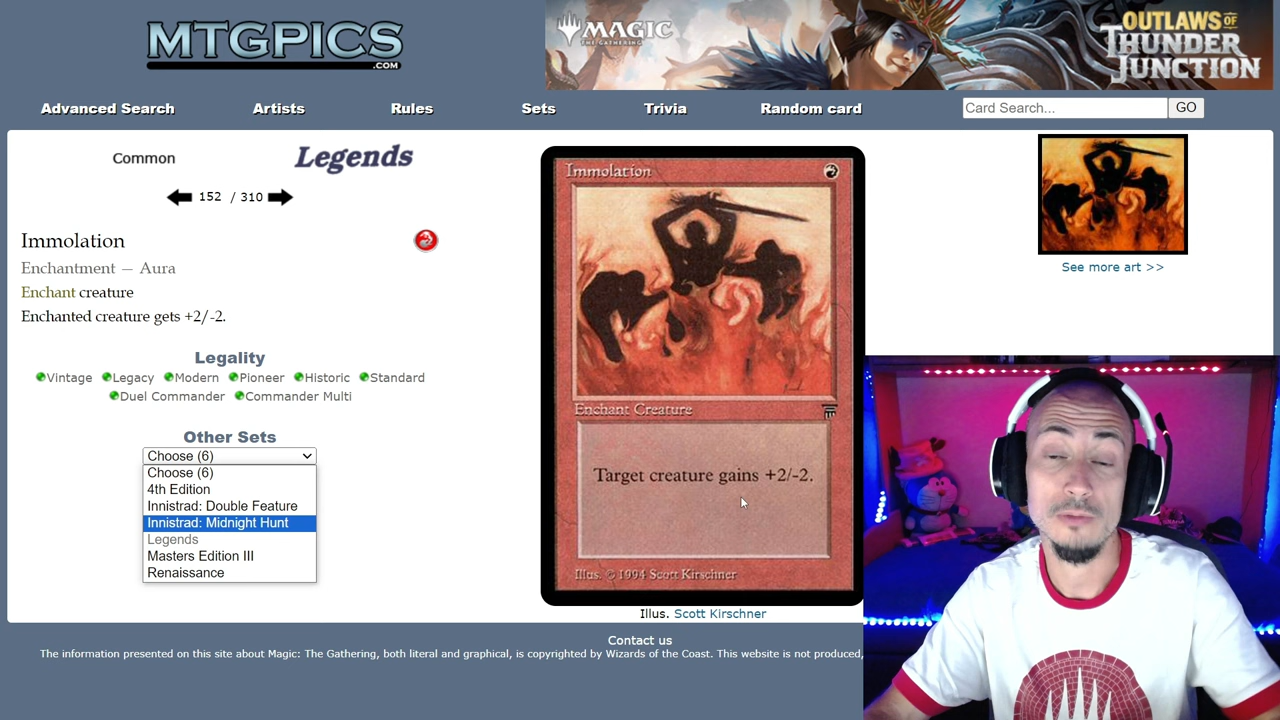 MTGPICS
.COM
MAGIC
THE GATHERING
OUTLAWS OF
THUNDER
JUNCTION
Advanced Search
Artists
Rules
Sets
Trivia
Random card
Card Search...
GO
Common
Legends
152 / 310
Immolation
Enchantment — Aura
Enchant creature
Enchanted creature gets +2/-2.
Legality
Vintage Legacy Modern Pioneer Historic Standard
Duel Commander Commander Multi
Other Sets
Choose (6)
Choose (6)
4th Edition
Innistrad: Double Feature
Innistrad: Midnight Hunt
Legends
Masters Edition III
Renaissance
Immolation
Enchant Creature
Target creature gains +2/-2.
Illus. © 1994 Scott Kirschner
Illus. Scott Kirschner
See more art >>
Contact us
The information presented on this site about Magic: The Gathering, both literal and graphical, is copyrighted by Wizards of the Coast. This website is not produced,